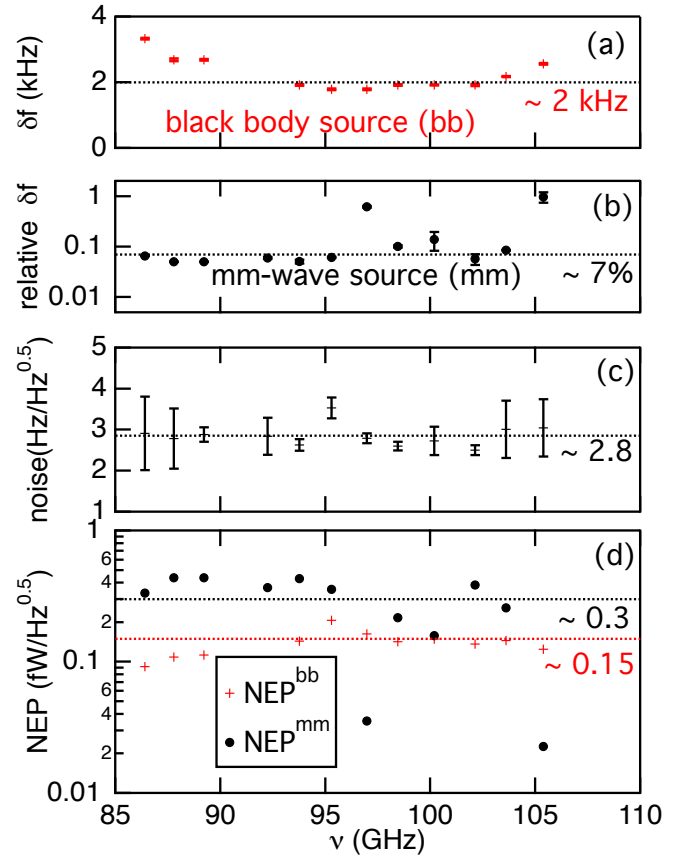 4
2
0
δf (kHz)
(a)
~ 2 kHz
black body source (bb)
1
0.1
0.01
relative δf
(b)
mm-wave source (mm)
~ 7%
5
4
3
2
1
noise(Hz/Hz^0.5)
(c)
~ 2.8
1
8
6
4
2
0.1
8
6
4
2
0.01
NEP (fW/Hz^0.5)
(d)
~ 0.3
~ 0.15
+ NEP^bb
● NEP^mm
85 90 95 100 105 110
ν (GHz)